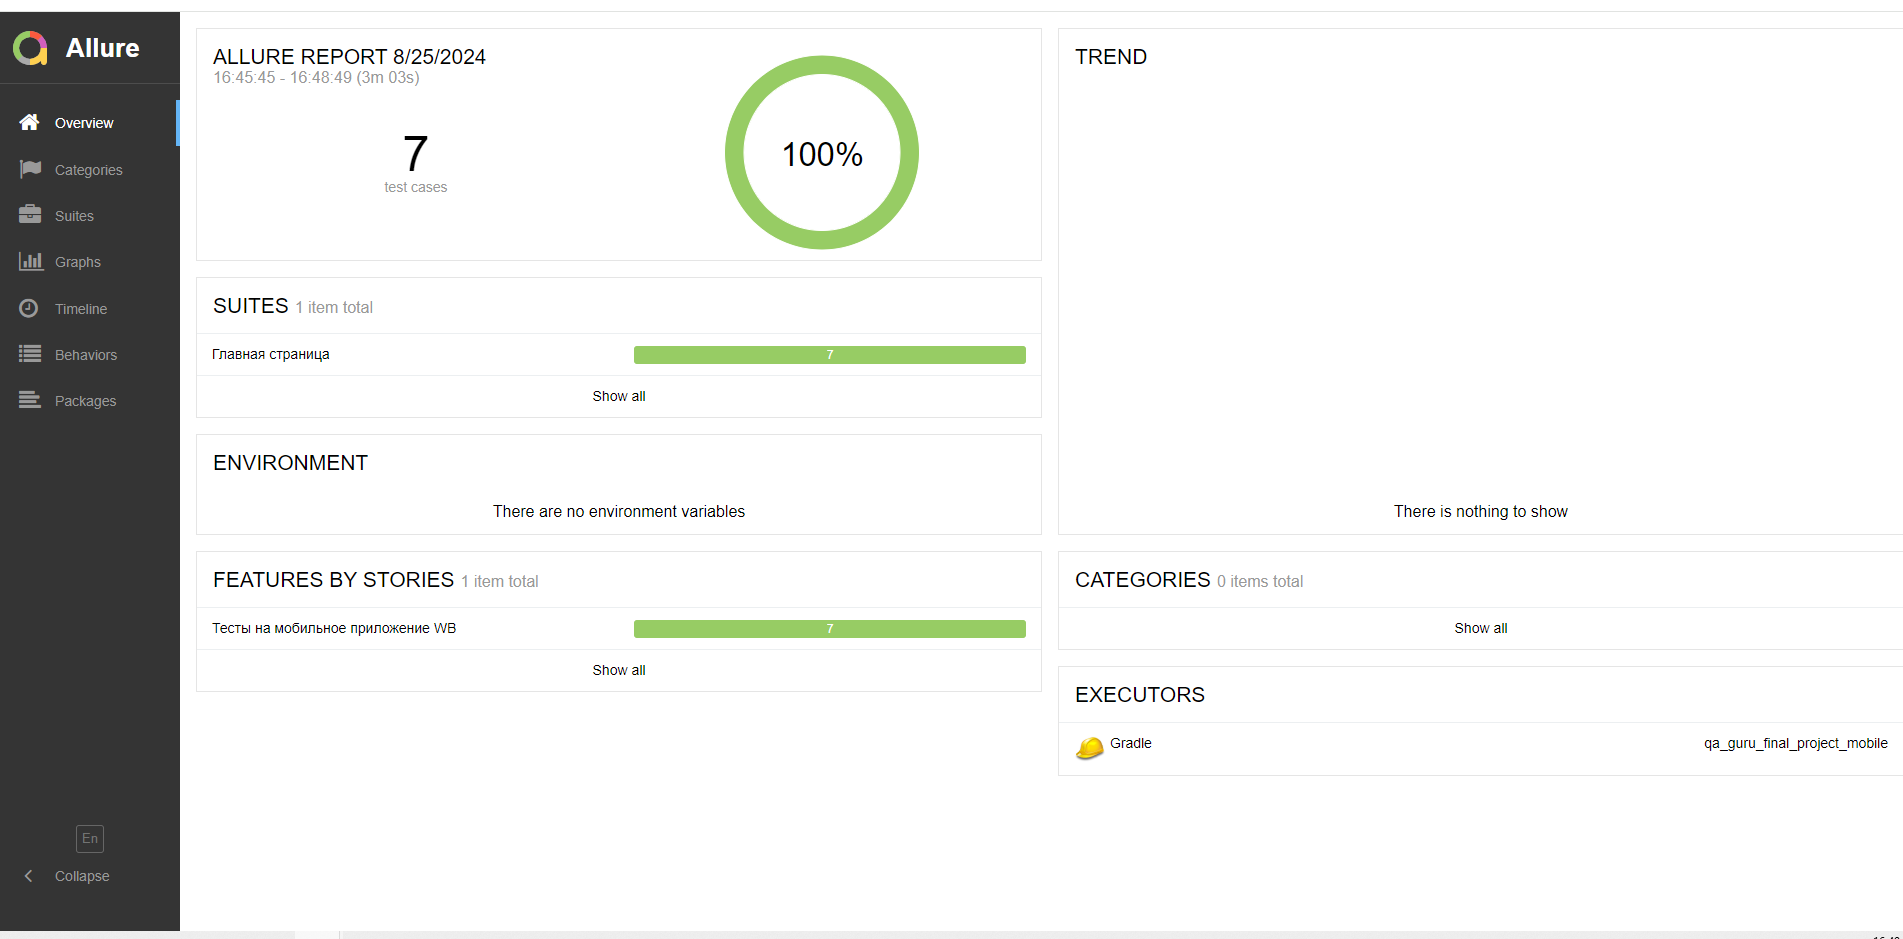 Allure
Overview
Categories
Suites
Graphs
Timeline
Behaviors
Packages
En
Collapse
ALLURE REPORT 8/25/2024
16:45:45 - 16:48:49 (3m 03s)
7
test cases
100%
SUITES 1 item total
Главная страница 7
Show all
ENVIRONMENT
There are no environment variables
FEATURES BY STORIES 1 item total
Тесты на мобильное приложение WB 7
Show all
TREND
There is nothing to show
CATEGORIES 0 items total
Show all
EXECUTORS
Gradle qa_guru_final_project_mobile